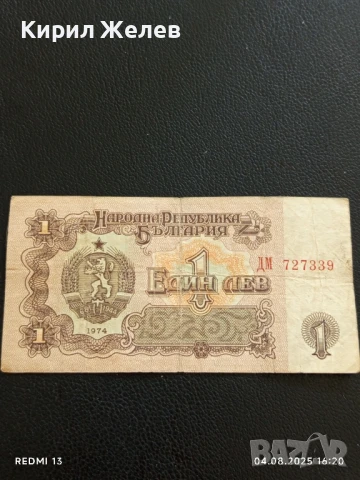 Кирил Желев
1
НАРОДНА РЕПУБЛИКА
БЪЛГАРИЯ
1
ДМ 727339
ЕДИН ЛЕВ
1974
1
1
REDMI 13
04.08.2025 16:20
BAZAR